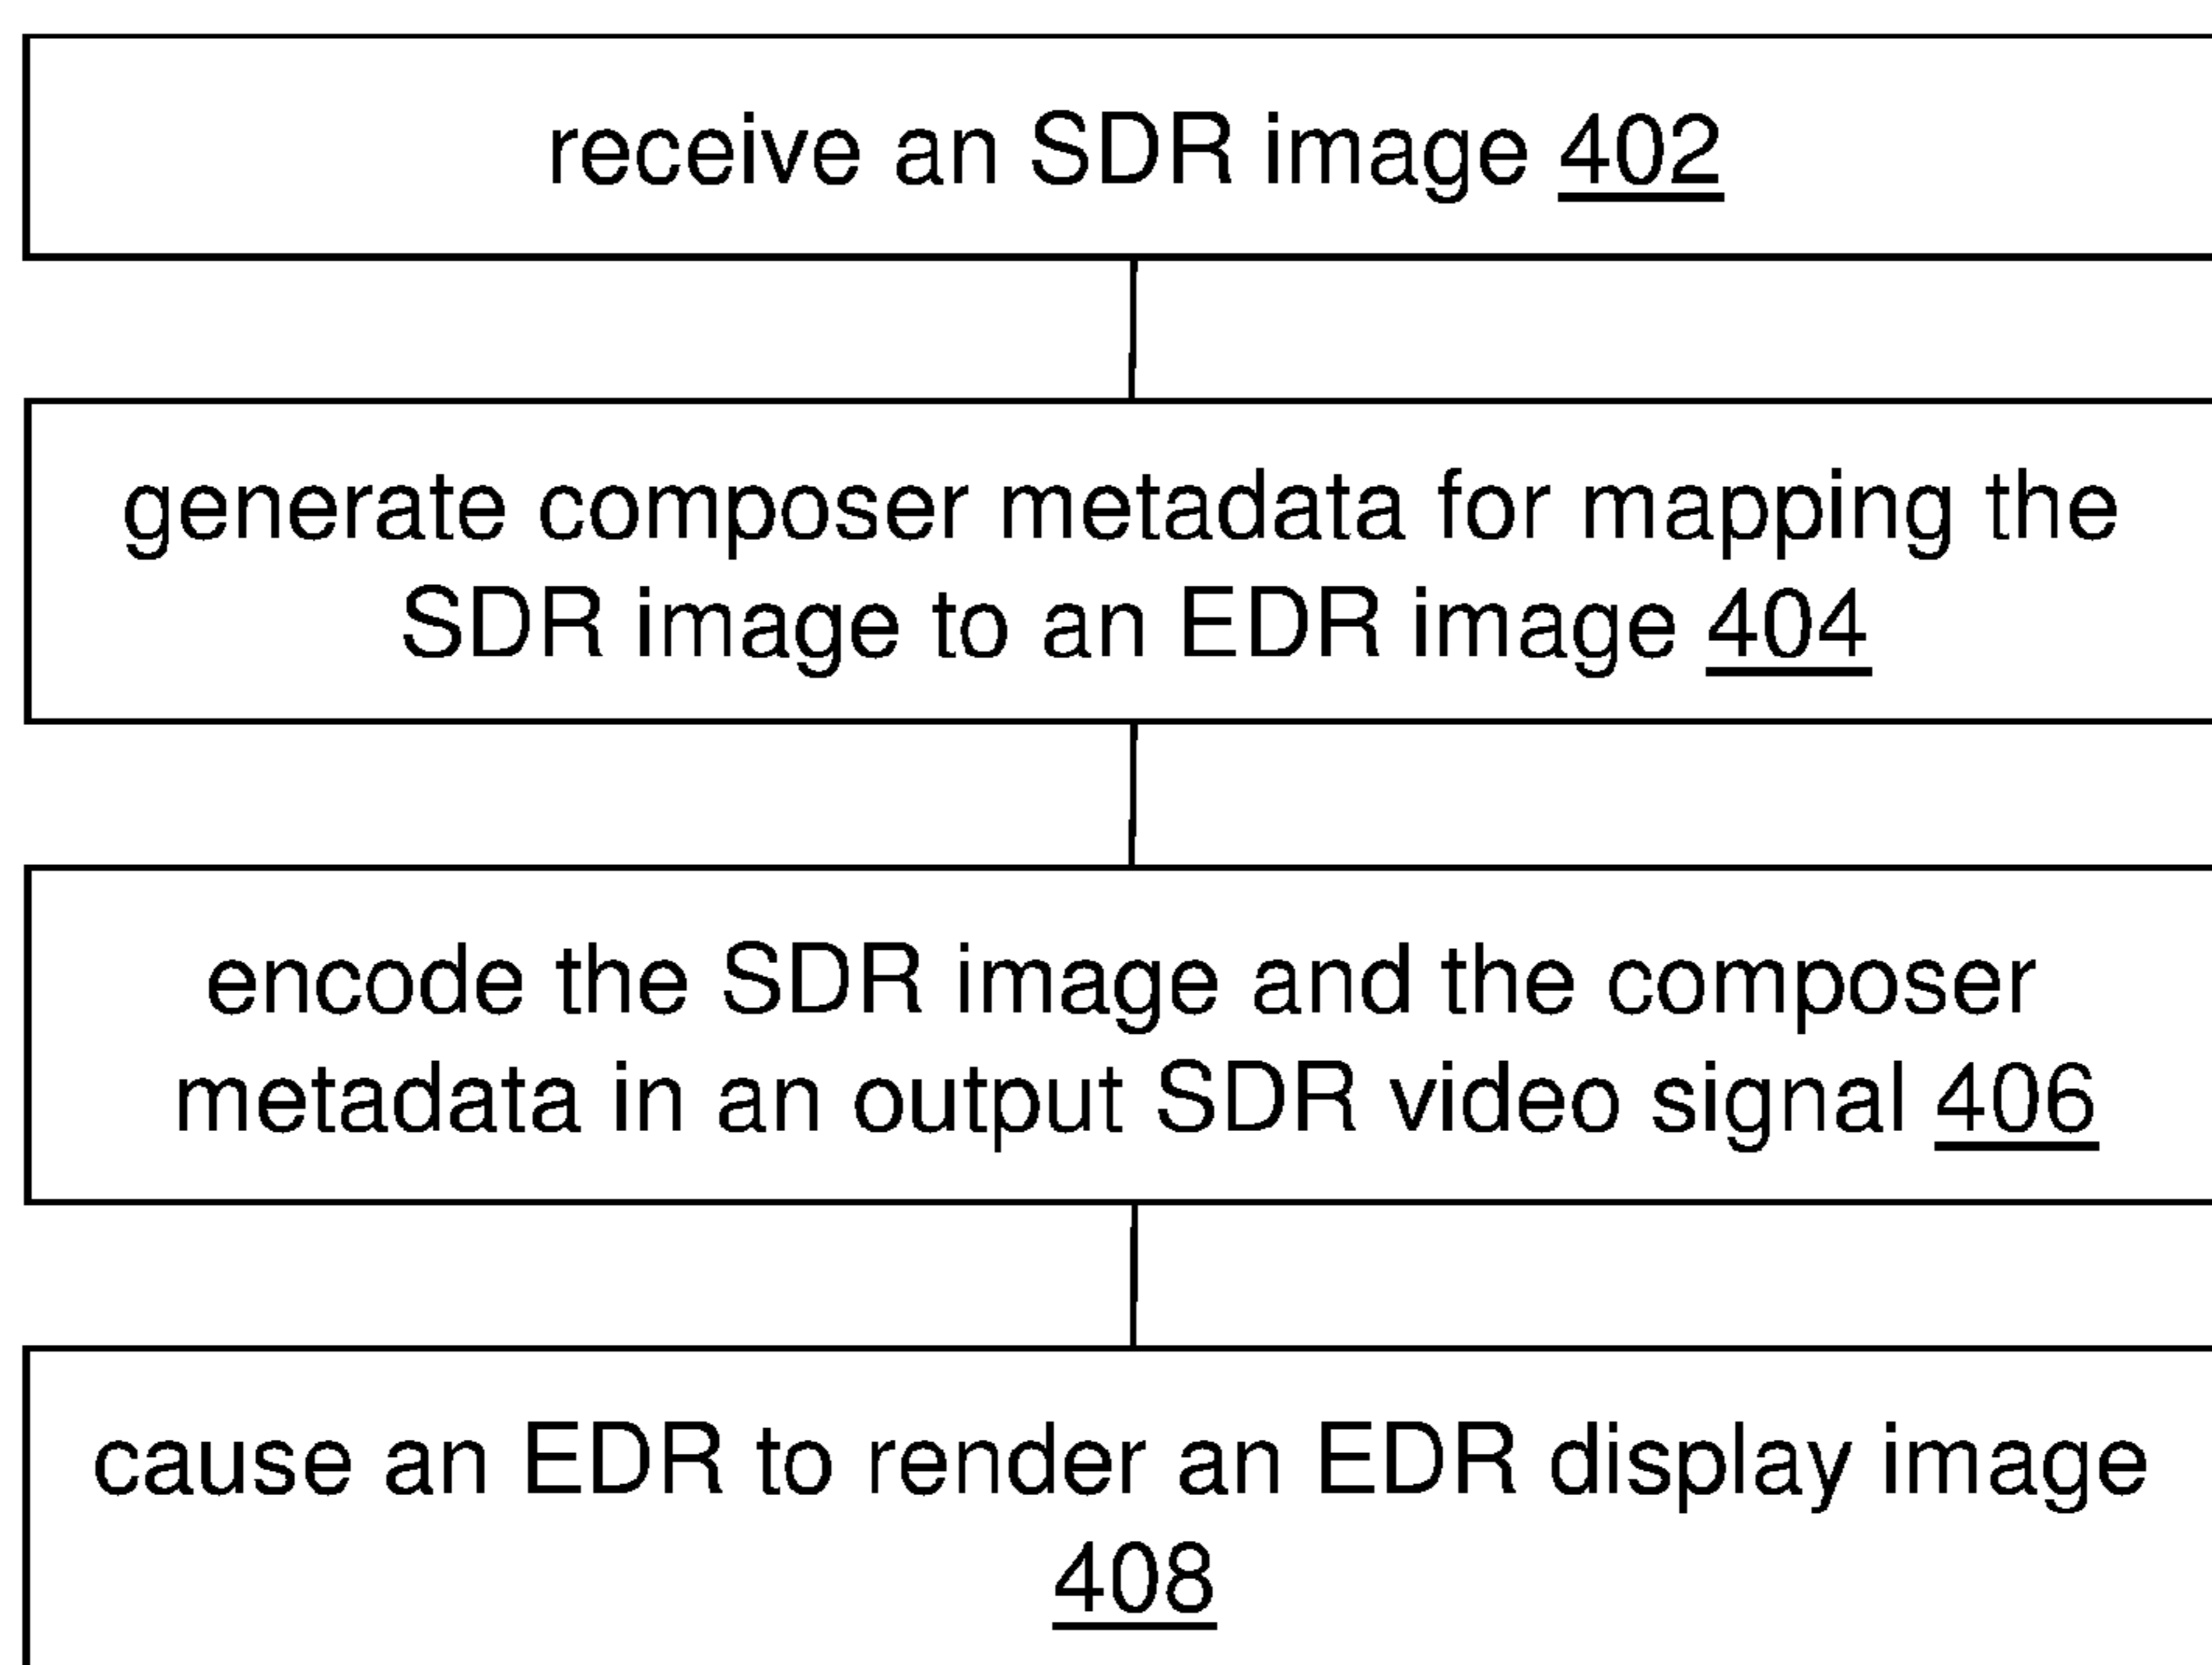 receive an SDR image 402
generate composer metadata for mapping the
SDR image to an EDR image 404
encode the SDR image and the composer
metadata in an output SDR video signal 406
cause an EDR to render an EDR display image
408